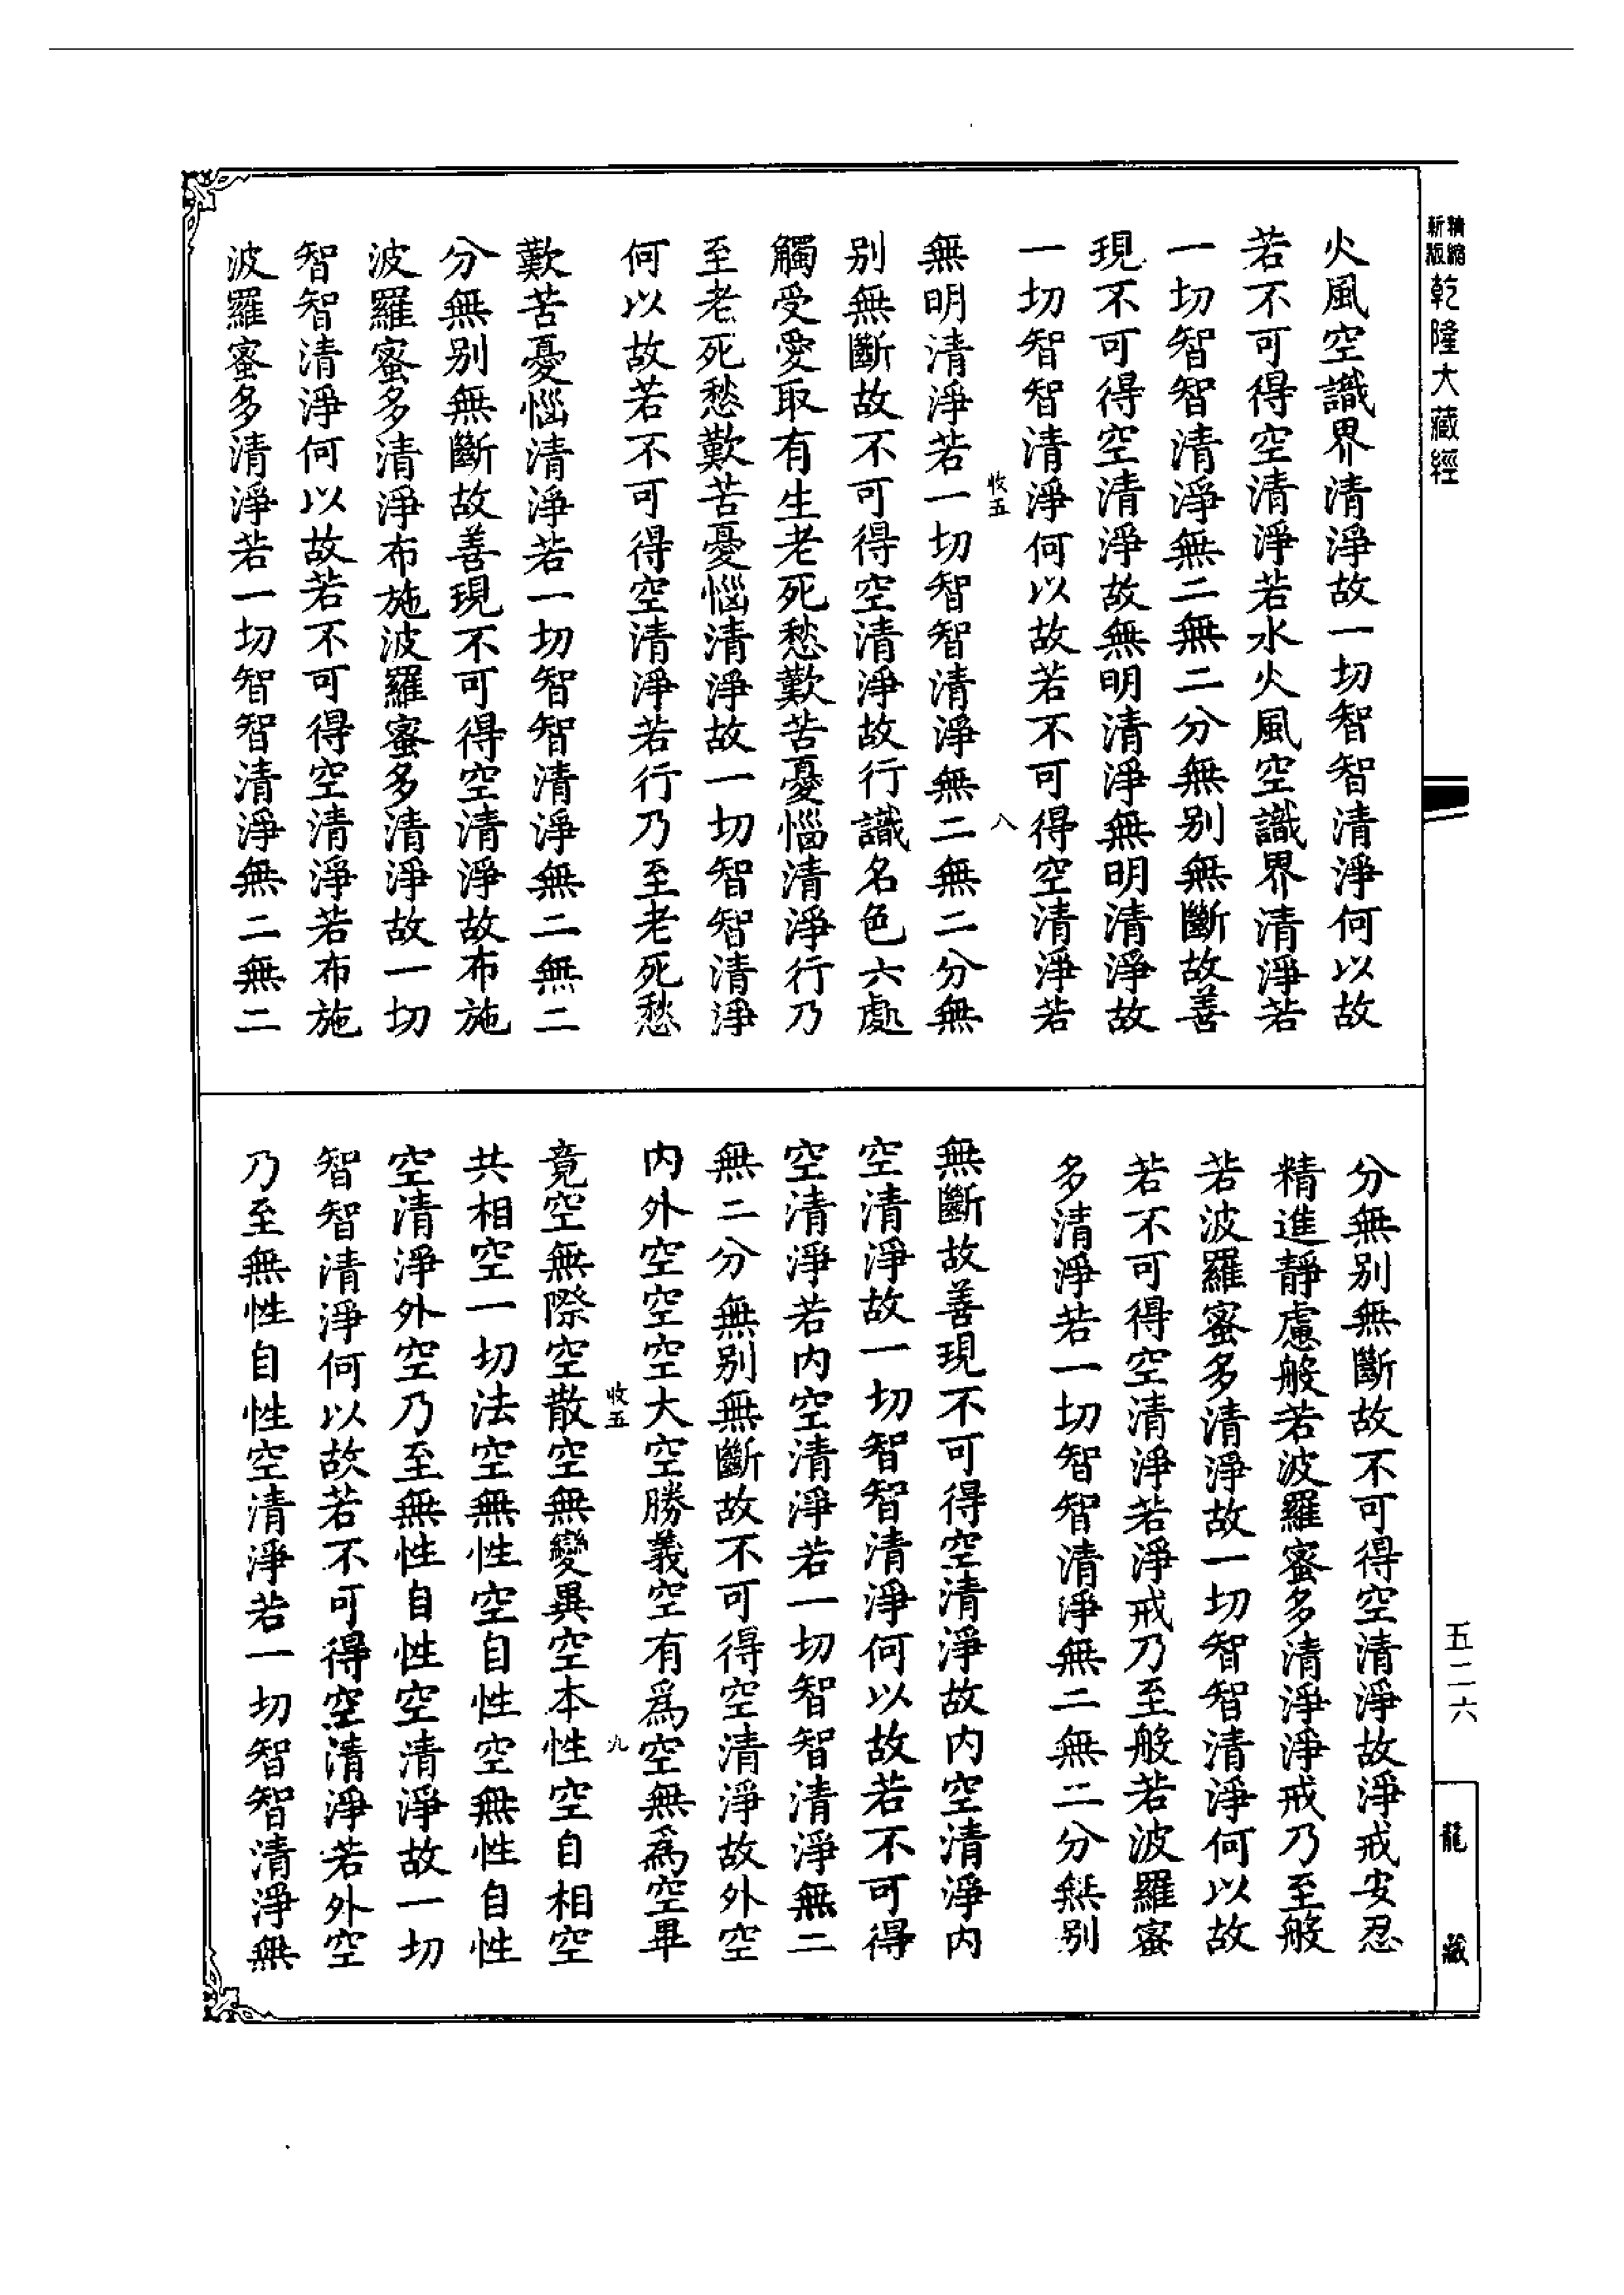 精縮
新版
乾隆大藏經
火風空識界清淨故一切智智清淨何以故
若不可得空清淨若水火風空識界清淨若
一切智智清淨無二無二分無別無斷故善
現不可得空清淨故無明清淨無明清淨故
一切智智清淨何以故若不可得空清淨若
收五 八
無明清淨若一切智智清淨無二無二分無
別無斷故不可得空清淨故行識名色六處
觸受愛取有生老死愁歎苦憂惱清淨行乃
至老死愁歎苦憂惱清淨故一切智智清淨
何以故若不可得空清淨若行乃至老死愁
歎苦憂惱清淨若一切智智清淨無二無二
分無別無斷故善現不可得空清淨故布施
波羅蜜多清淨布施波羅蜜多清淨故一切
智智清淨何以故若不可得空清淨若布施
波羅蜜多清淨若一切智智清淨無二無二
分無別無斷故不可得空清淨故淨戒安忍
精進靜慮般若波羅蜜多清淨淨戒乃至般
若波羅蜜多清淨故一切智智清淨何以故
若不可得空清淨若淨戒乃至般若波羅蜜
多清淨若一切智智清淨無二無二分無別
無斷故善現不可得空清淨故內空清淨內
空清淨故一切智智清淨何以故若不可得
空清淨若內空清淨若一切智智清淨無二
無二分無別無斷故不可得空清淨故外空
內外空空空大空勝義空有爲空無爲空畢
收五 九
竟空無際空散空無變異空本性空自相空
共相空一切法空無性空自性空無性自性
空清淨外空乃至無性自性空清淨故一切
智智清淨何以故若不可得空清淨若外空
乃至無性自性空清淨若一切智智清淨無
五二六
龍藏